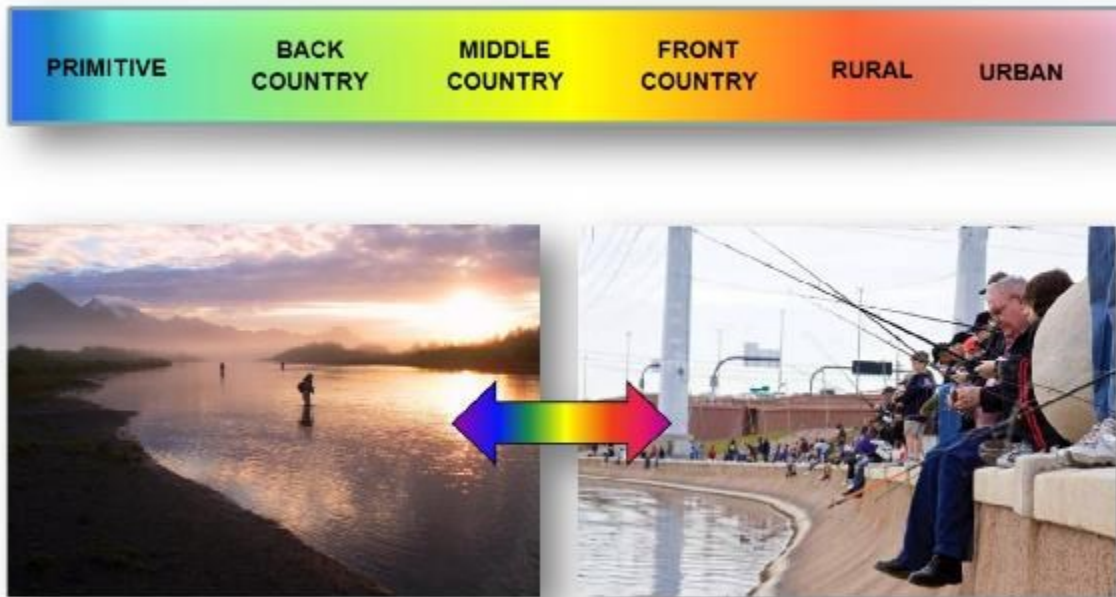 PRIMITIVE
BACK
COUNTRY
MIDDLE
COUNTRY
FRONT
COUNTRY
RURAL
URBAN